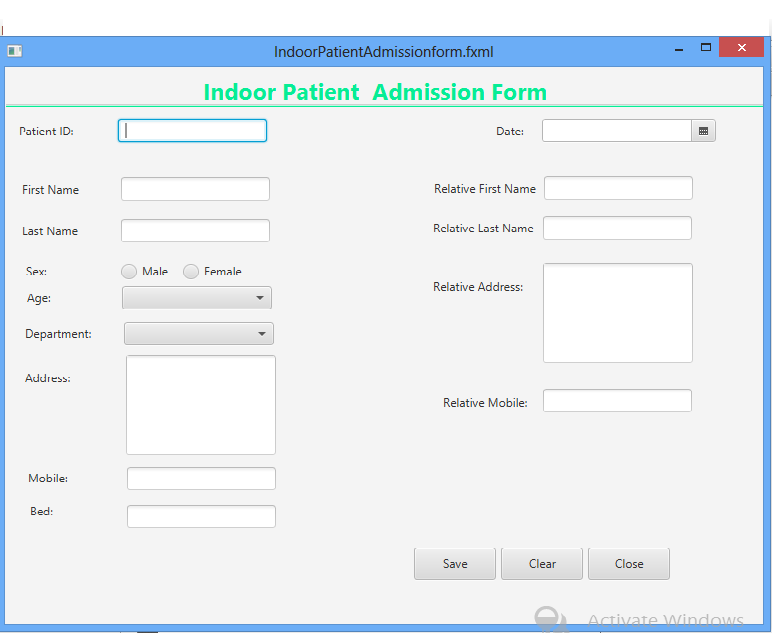 IndoorPatientAdmissionform.fxml
Indoor Patient Admission Form
Patient ID:
Date:
First Name
Relative First Name
Last Name
Relative Last Name
Sex:
Male
Female
Age:
Relative Address:
Department:
Address:
Relative Mobile:
Mobile:
Bed:
Save
Clear
Close
Activate Windows